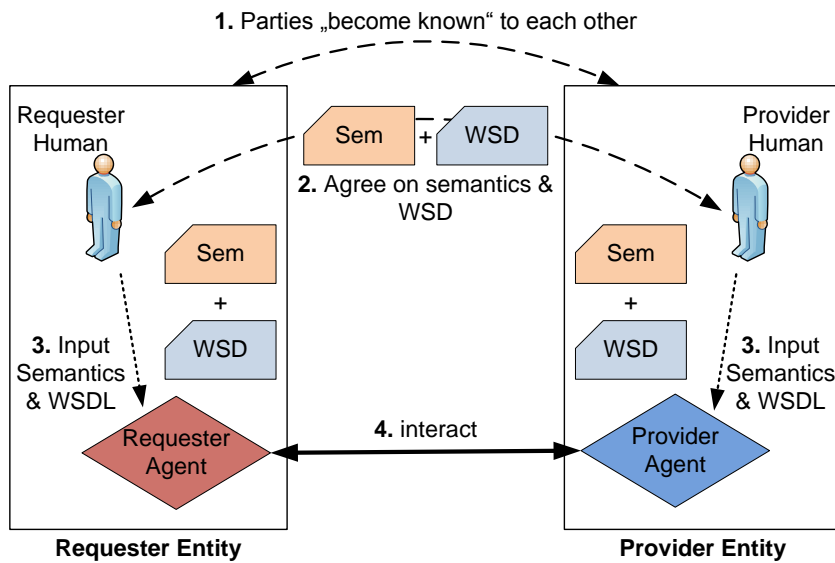 1. Parties „become known“ to each other
Requester
Human
Provider
Human
Sem
+
WSD
2. Agree on semantics &
WSD
Sem
+
WSD
Sem
+
WSD
3. Input
Semantics
& WSDL
3. Input
Semantics
& WSDL
Requester
Agent
4. interact
Provider
Agent
Requester Entity
Provider Entity